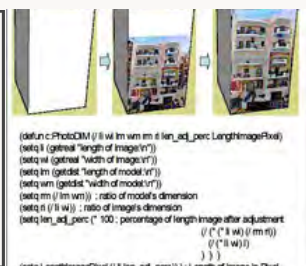 (defun c:PhotoDIM (/ li wi lm wm rm ri len_adj_perc LengthImagePixel)
(setq li (getreal "length of image:\n"))
(setq wi (getreal "width of image:\n"))
(setq lm (getdist "length of model:\n"))
(setq wm (getdist "width of model:\n"))
(setq rm (/ lm wm)) ; ratio of model's dimension
(setq ri (/ li wi)) ; ratio of image's dimension
(setq len_adj_perc (* 100 ; percentage of length image after adjustment
(/ (* (* li wi) (/ rm ri))
(/ (* li wi) li)
) ) )